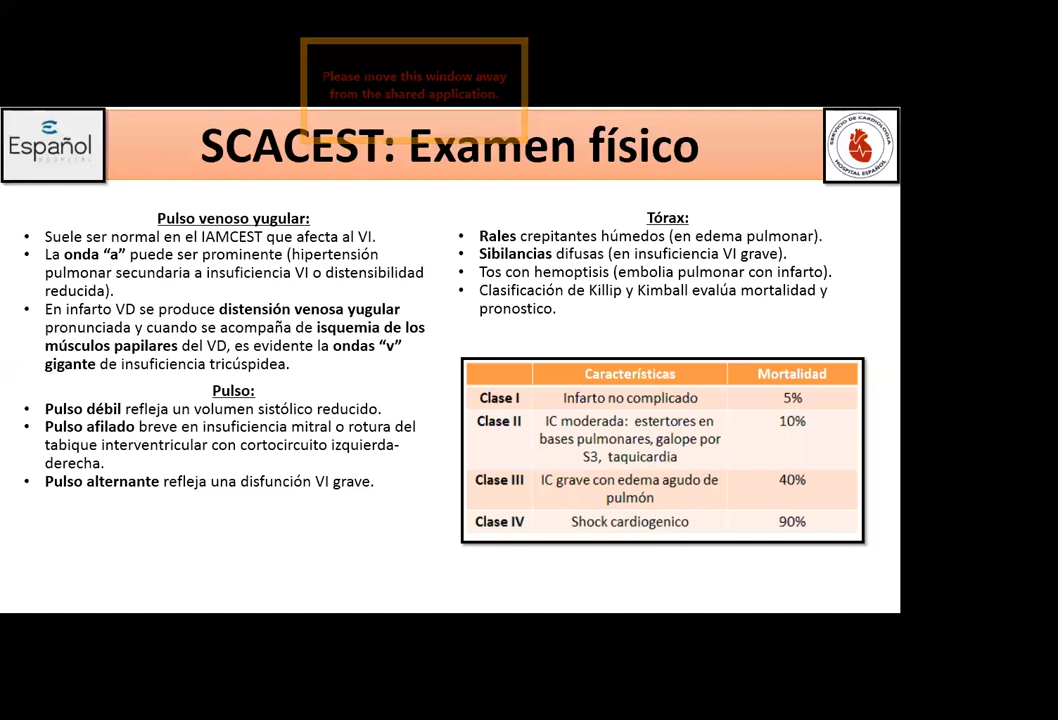 Please move this window away
from the shared application.
Español
HOSPITAL
SCACEST: Examen físico
SERVICIO DE CARDIOLOGIA
HOSPITAL ESPAÑOL
Pulso venoso yugular:
• Suele ser normal en el IAMCEST que afecta al VI.
• La onda “a” puede ser prominente (hipertensión
pulmonar secundaria a insuficiencia VI o distensibilidad
reducida).
• En infarto VD se produce distensión venosa yugular
pronunciada y cuando se acompaña de isquemia de los
músculos papilares del VD, es evidente la ondas “v”
gigante de insuficiencia tricúspidea.
Pulso:
• Pulso débil refleja un volumen sistólico reducido.
• Pulso afilado breve en insuficiencia mitral o rotura del
tabique interventricular con cortocircuito izquierda-
derecha.
• Pulso alternante refleja una disfunción VI grave.
Tórax:
• Rales crepitantes húmedos (en edema pulmonar).
• Sibilancias difusas (en insuficiencia VI grave).
• Tos con hemoptisis (embolia pulmonar con infarto).
• Clasificación de Killip y Kimball evalúa mortalidad y
pronostico.
Características Mortalidad
Clase I Infarto no complicado 5%
Clase II IC moderada: estertores en 10%
bases pulmonares, galope por
S3, taquicardia
Clase III IC grave con edema agudo de 40%
pulmón
Clase IV Shock cardiogenico 90%